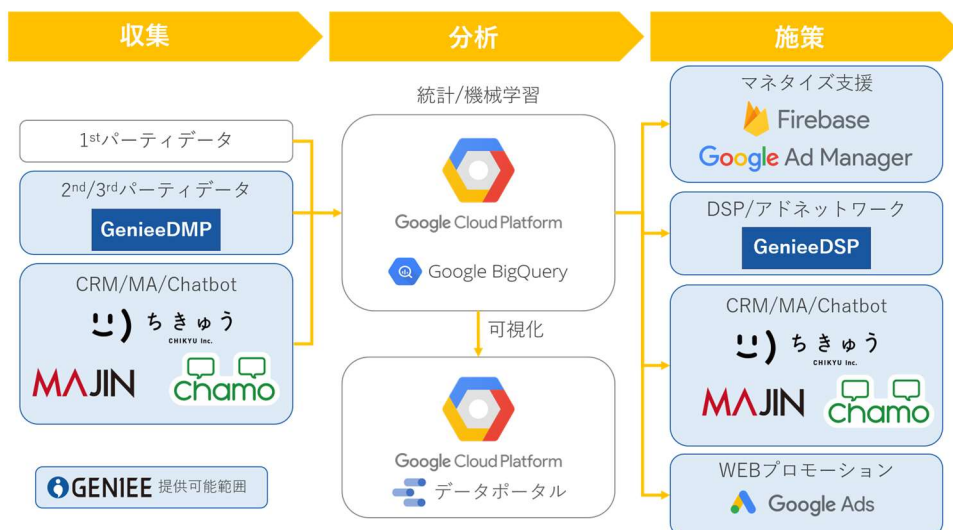 収集
分析
施策
1stパーティデータ
2nd/3rdパーティデータ
GenieeDMP
CRM/MA/Chatbot
ちきゅう
CHIKYU Inc.
MAJIN
Chamo
GENIEE 提供可能範囲
統計/機械学習
Google Cloud Platform
Google BigQuery
可視化
Google Cloud Platform
データポータル
マネタイズ支援
Firebase
Google Ad Manager
DSP/アドネットワーク
GenieeDSP
CRM/MA/Chatbot
ちきゅう
CHIKYU Inc.
MAJIN
Chamo
WEBプロモーション
Google Ads